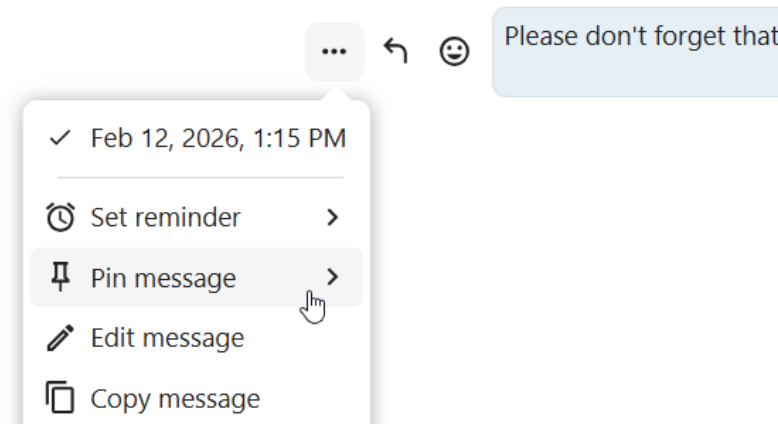 Please don't forget that
Feb 12, 2026, 1:15 PM
Set reminder
Pin message
Edit message
Copy message